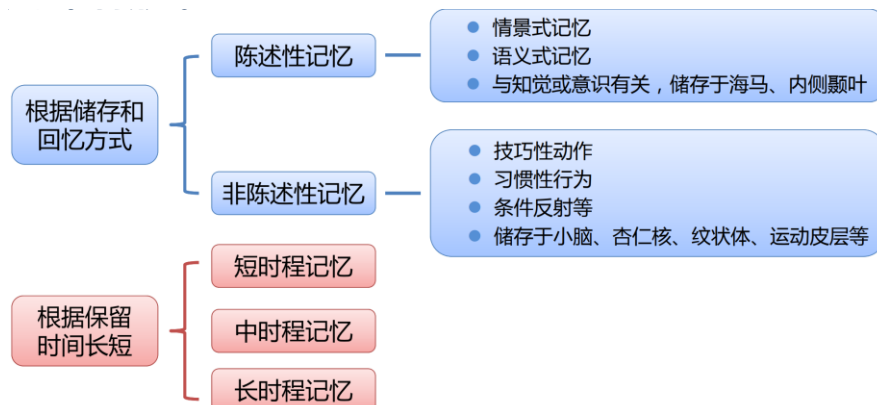 根据储存和
回忆方式
陈述性记忆
情景式记忆
语义式记忆
与知觉或意识有关，储存于海马、内侧颞叶
非陈述性记忆
技巧性动作
习惯性行为
条件反射等
储存于小脑、杏仁核、纹状体、运动皮层等
根据保留
时间长短
短时程记忆
中时程记忆
长时程记忆